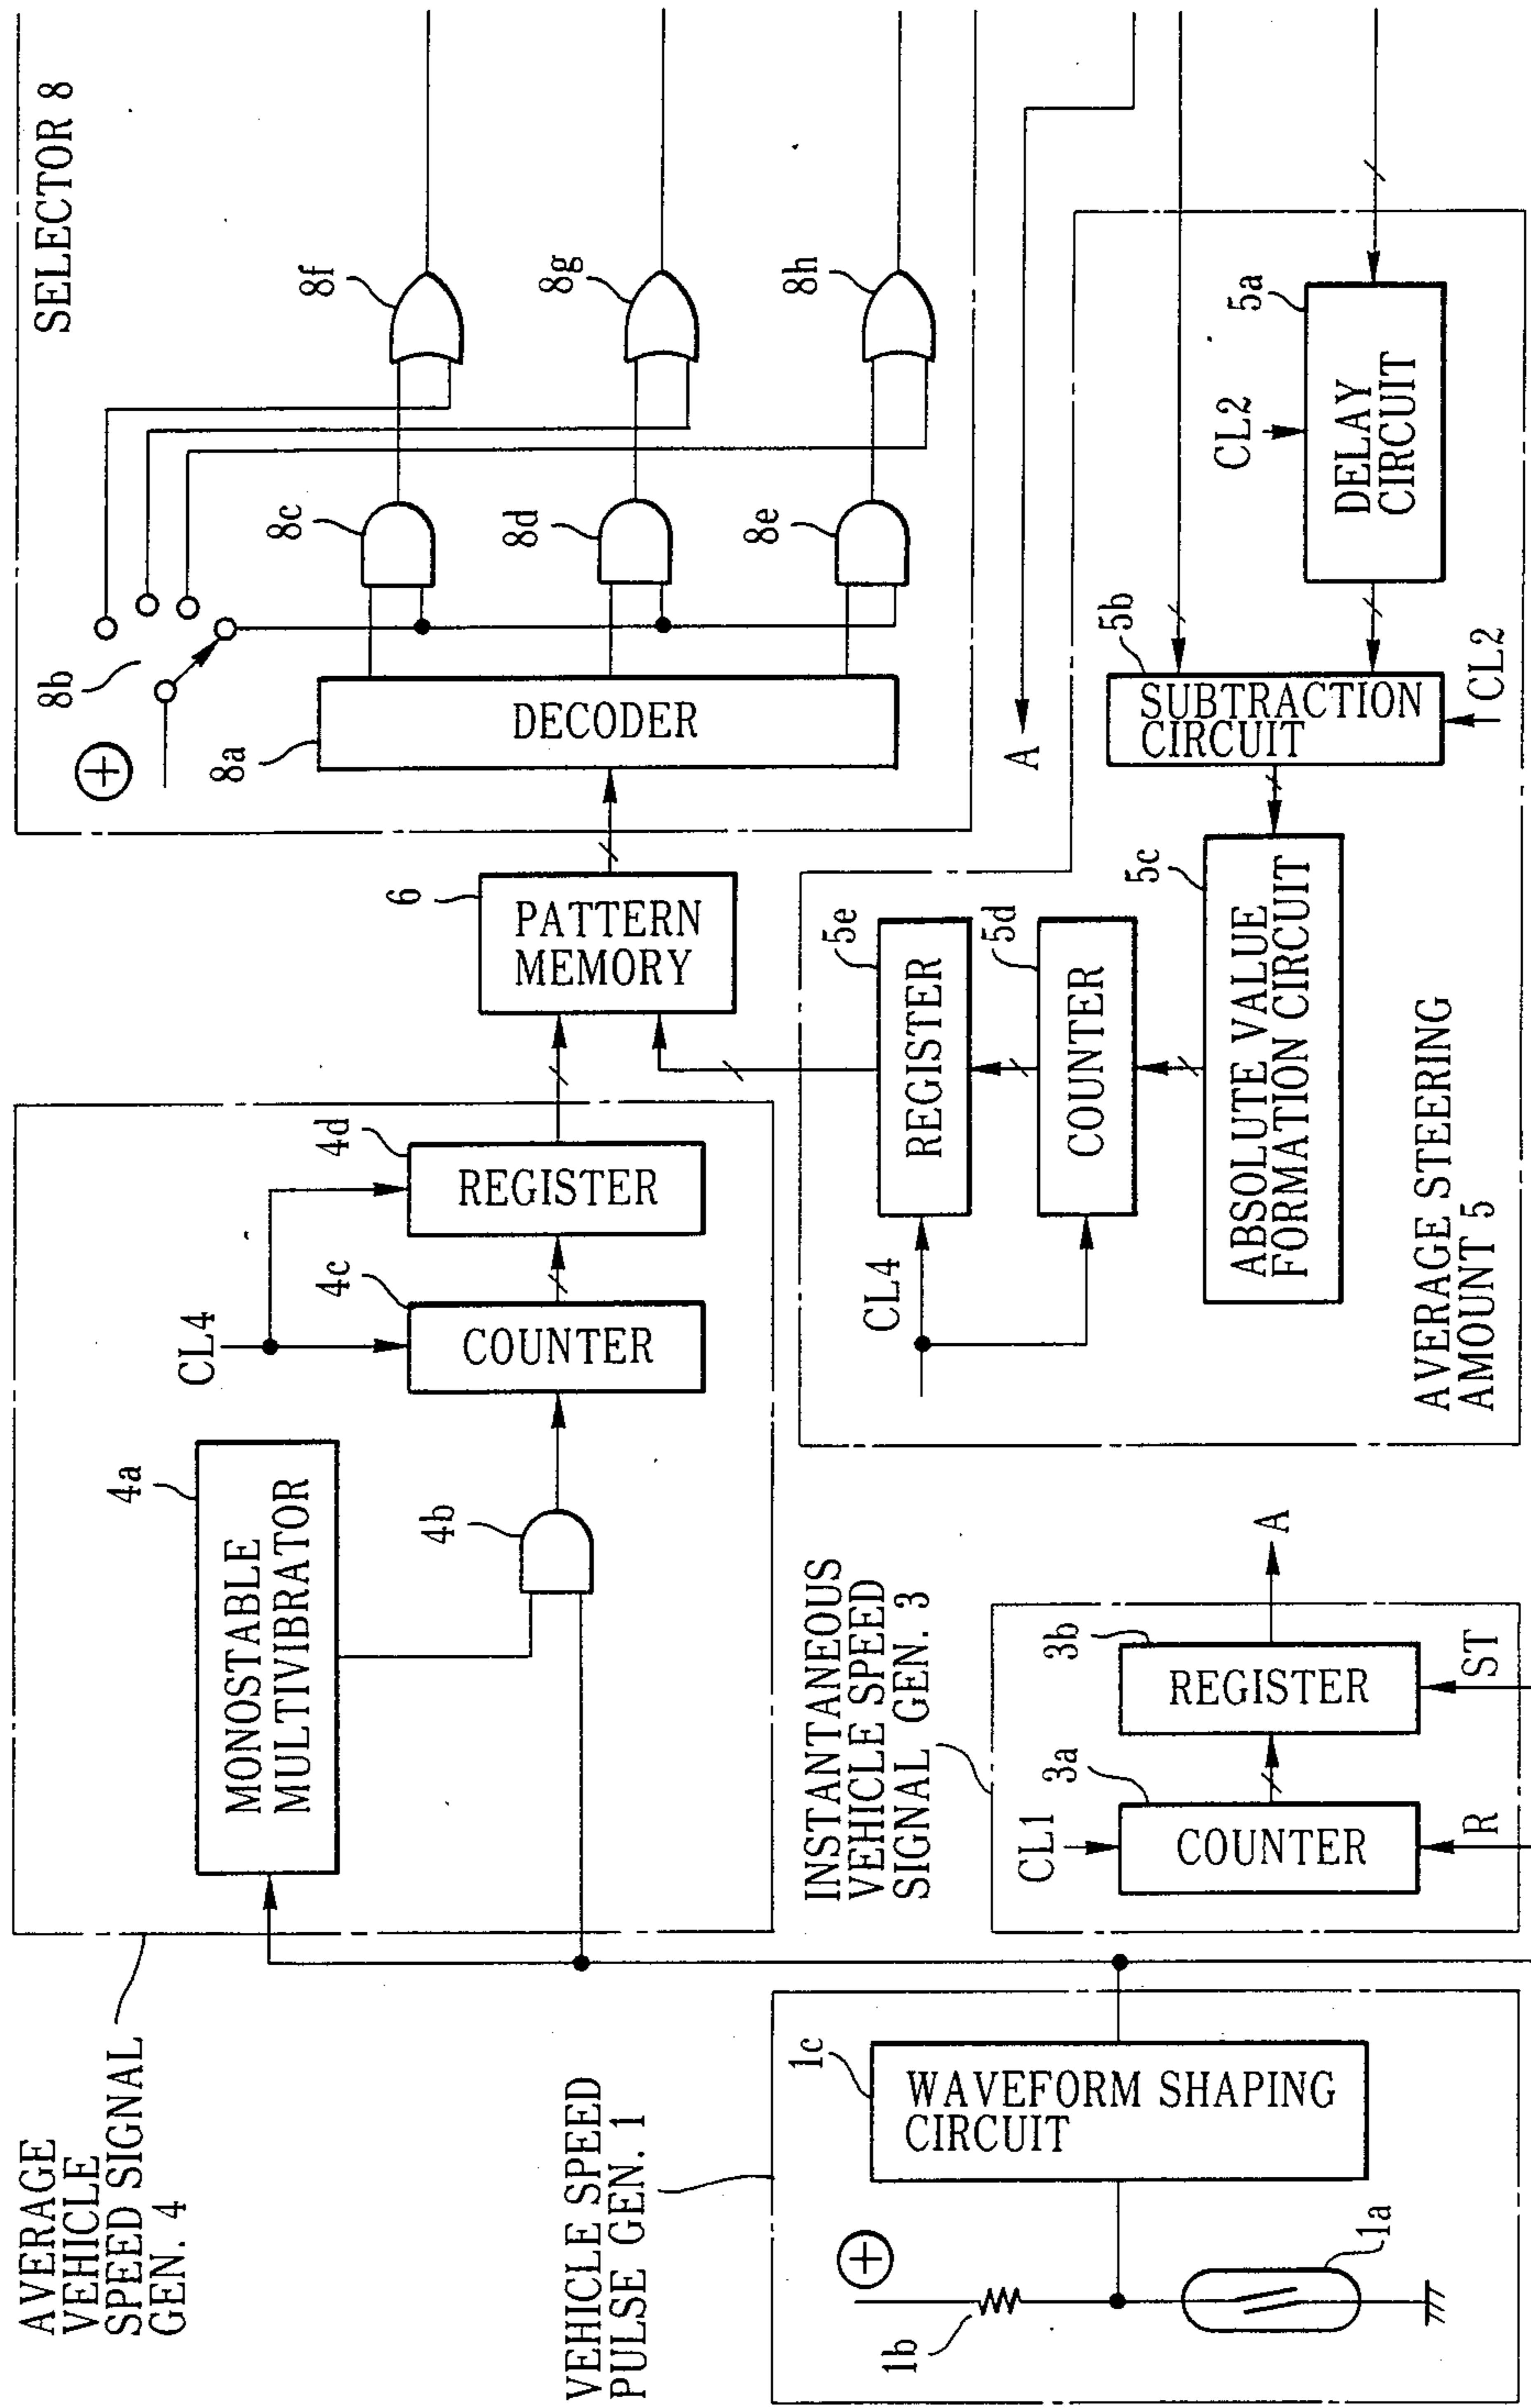 AVERAGE
VEHICLE
SPEED SIGNAL
GEN. 4
4a
MONOSTABLE
MULTIVIBRATOR
4b
CL4
4c
COUNTER
4d
REGISTER
6
PATTERN
MEMORY
SELECTOR 8
+
8b
8a
DECODER
8c
8d
8e
8f
8g
8h
VEHICLE SPEED
PULSE GEN. 1
+
1b
1a
1c
WAVEFORM SHAPING
CIRCUIT
INSTANTANEOUS
VEHICLE SPEED
SIGNAL GEN. 3
CL1
3a
COUNTER
R
3b
REGISTER
ST
A
CL4
5e
REGISTER
5d
COUNTER
5c
ABSOLUTE VALUE
FORMATION CIRCUIT
AVERAGE STEERING
AMOUNT 5
A
5b
SUBTRACTION
CIRCUIT
CL2
CL2
5a
DELAY
CIRCUIT